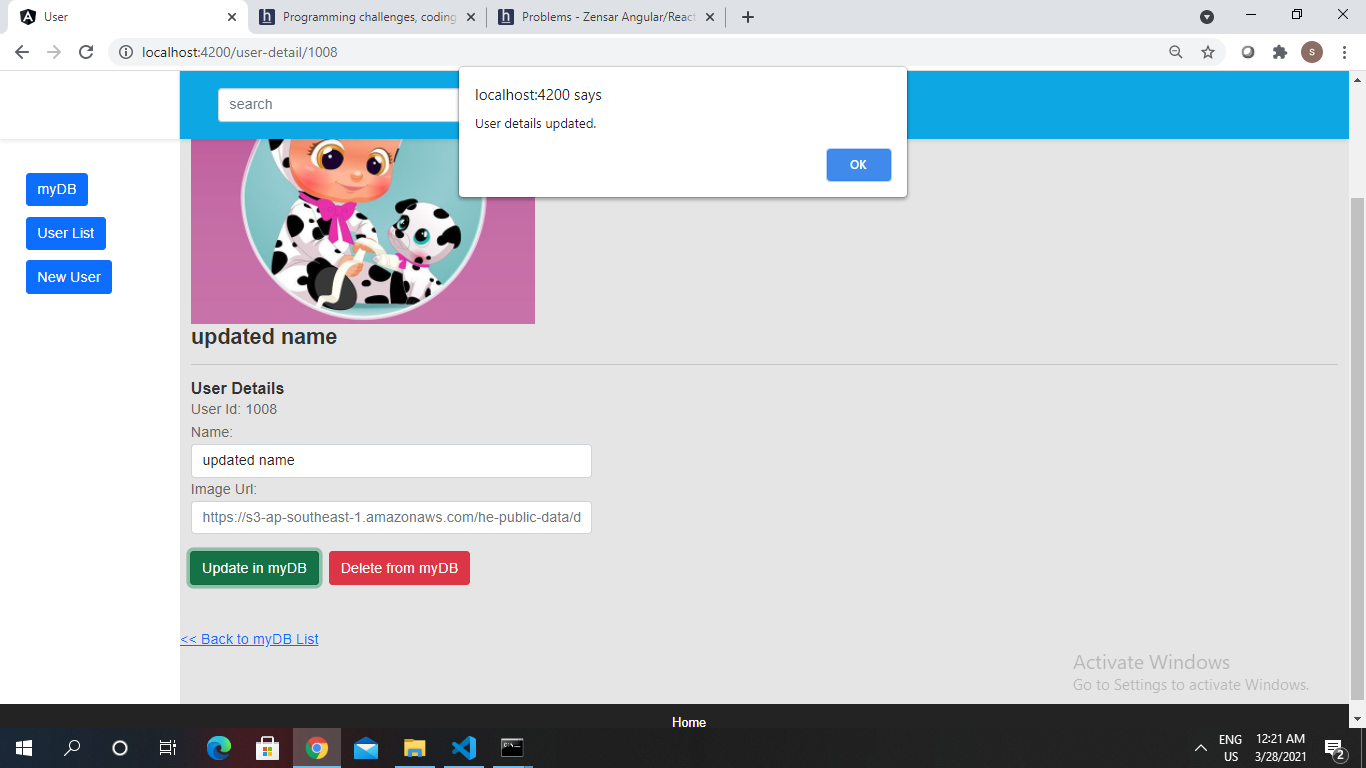 User
Programming challenges, coding
Problems - Zensar Angular/React
localhost:4200/user-detail/1008
S
search
localhost:4200 says
User details updated.
OK
myDB
User List
New User
updated name
User Details
User Id: 1008
Name:
updated name
Image Url:
https://s3-ap-southeast-1.amazonaws.com/he-public-data/d
Update in myDB
Delete from myDB
<< Back to myDB List
Activate Windows
Go to Settings to activate Windows.
Home
ENG
US
12:21 AM
3/28/2021
2